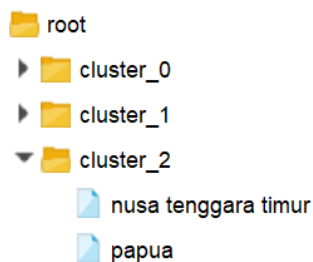 root
cluster_0
cluster_1
cluster_2
nusa tenggara timur
papua